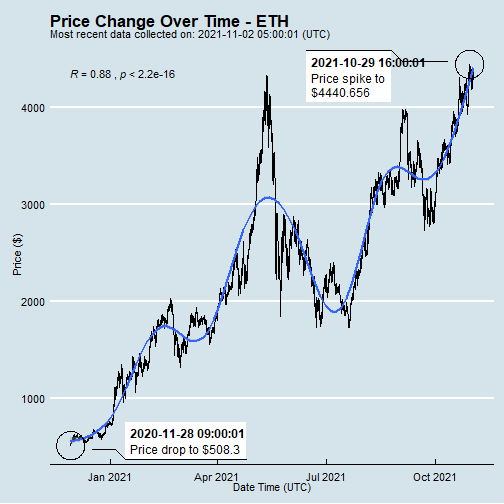 Price Change Over Time - ETH
Most recent data collected on: 2021-11-02 05:00:01 (UTC)
R = 0.88 , p < 2.2e-16
2021-10-29 16:00:01
Price spike to
$4440.656
4000
3000
2000
1000
Price ($)
2020-11-28 09:00:01
Price drop to $508.3
Jan 2021
Apr 2021
Jul 2021
Oct 2021
Date Time (UTC)